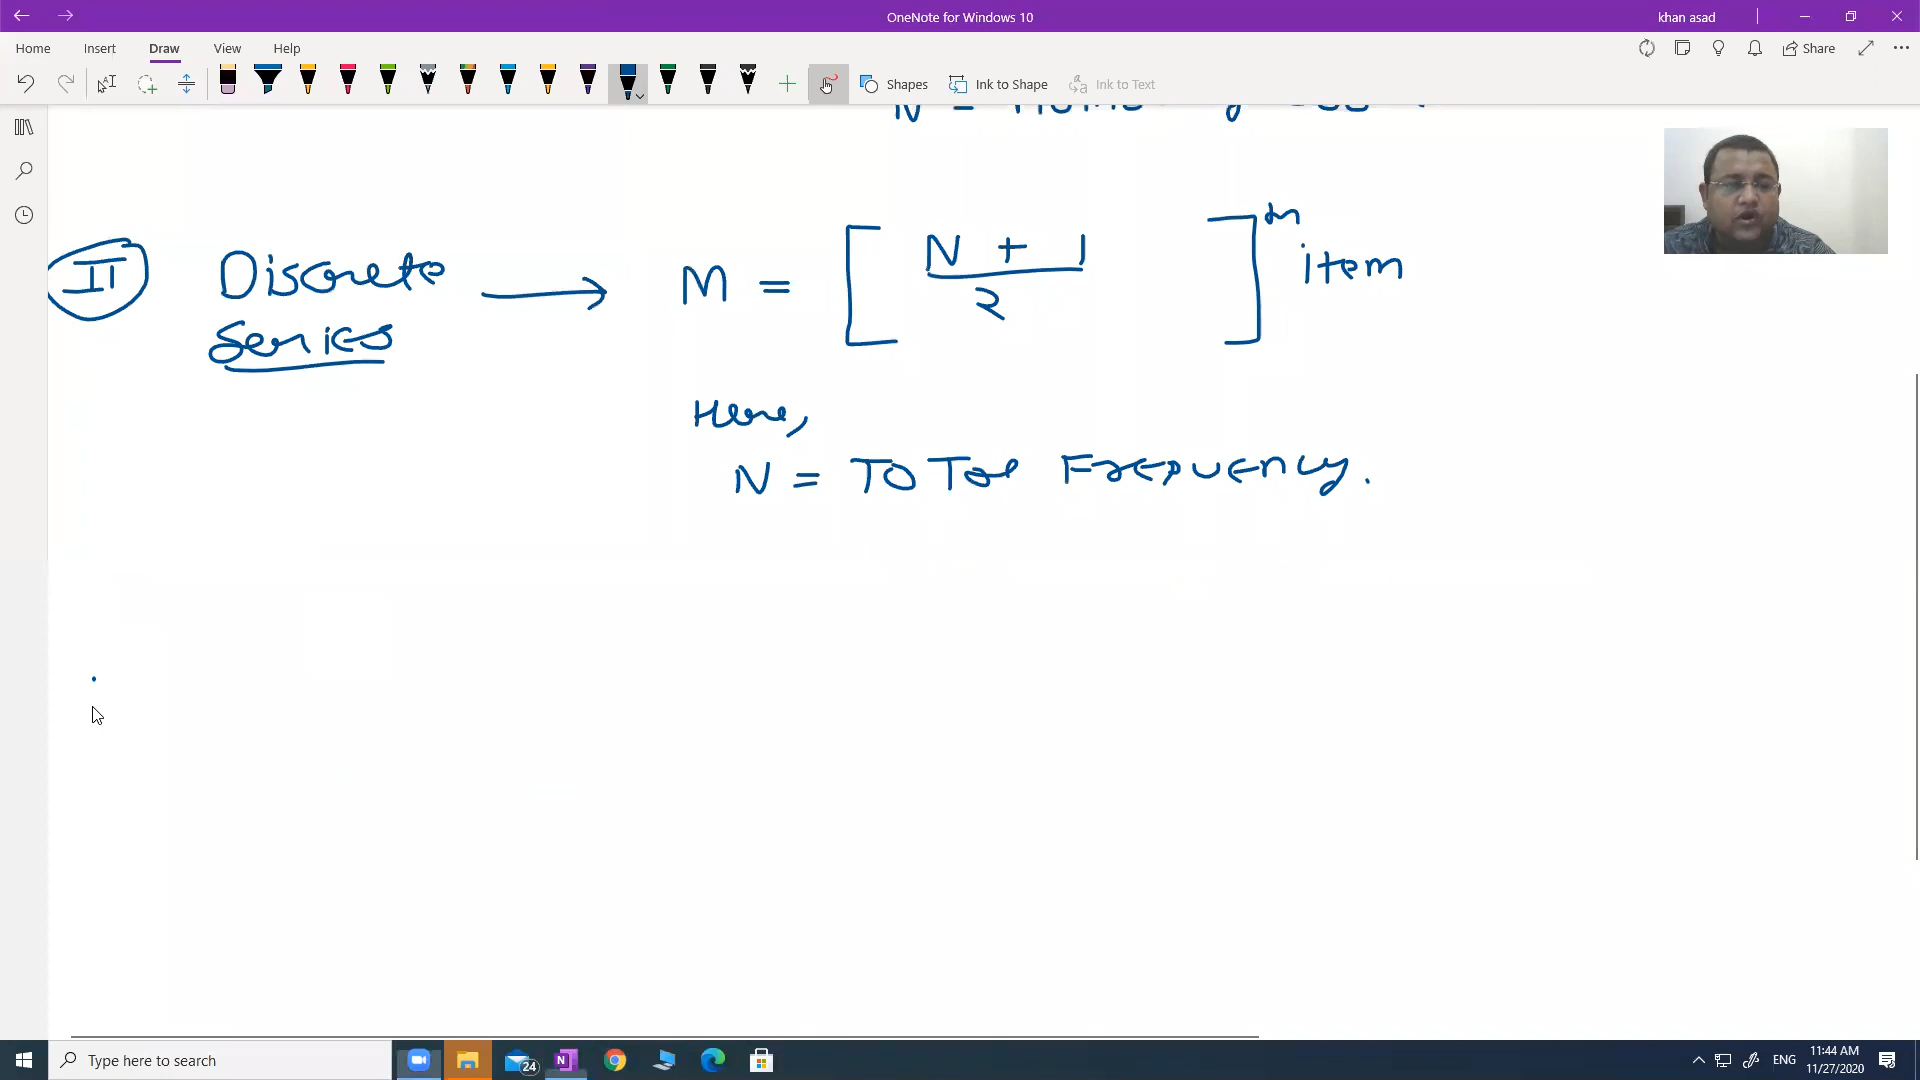 OneNote for Windows 10
khan asad
Home Insert Draw View Help
Share
Shapes Ink to Shape Ink to Text
N =
II Discrete Series → M = [ N + 1 / 2 ]th item
Here,
N = TOTal Frequency.
Type here to search
24
N
ENG
11:44 AM
11/27/2020